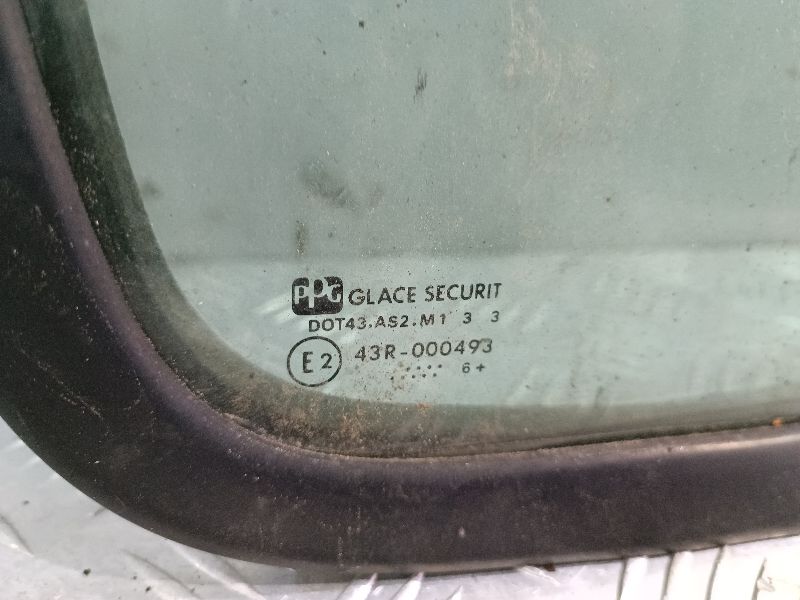 PPG GLACE SECURIT
DOT43.AS2.M1 3 3
E2 43R-000493
6+